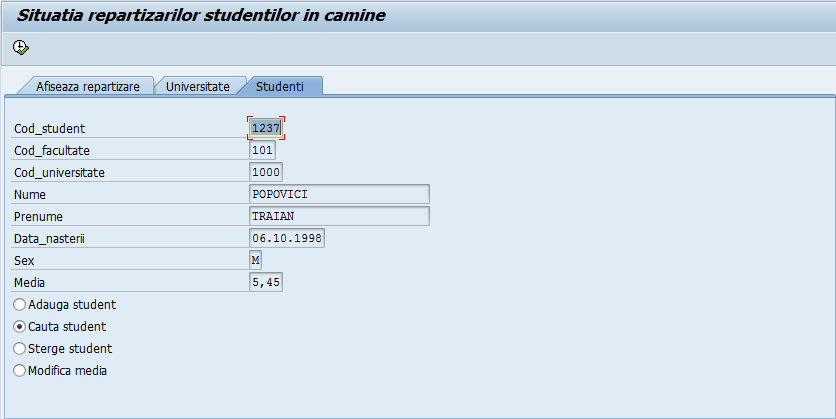 Situatia repartizarilor studentilor in camine
Afiseaza repartizare Universitate Studenti
Cod_student 1237
Cod_facultate 101
Cod_universitate 1000
Nume POPOVICI
Prenume TRAIAN
Data_nasterii 06.10.1998
Sex M
Media 5,45
Adauga student
Cauta student
Sterge student
Modifica media